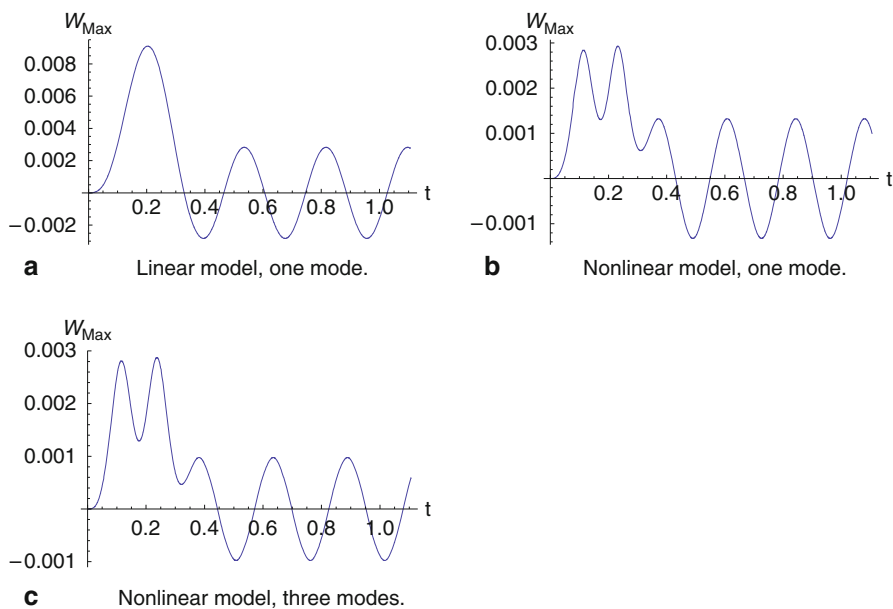 W_Max
0.008
0.006
0.004
0.002
−0.002
0.2 0.4 0.6 0.8 1.0 t
a Linear model, one mode.
W_Max
0.003
0.002
0.001
−0.001
0.2 0.4 0.6 0.8 1.0 t
b Nonlinear model, one mode.
W_Max
0.003
0.002
0.001
−0.001
0.2 0.4 0.6 0.8 1.0 t
c Nonlinear model, three modes.